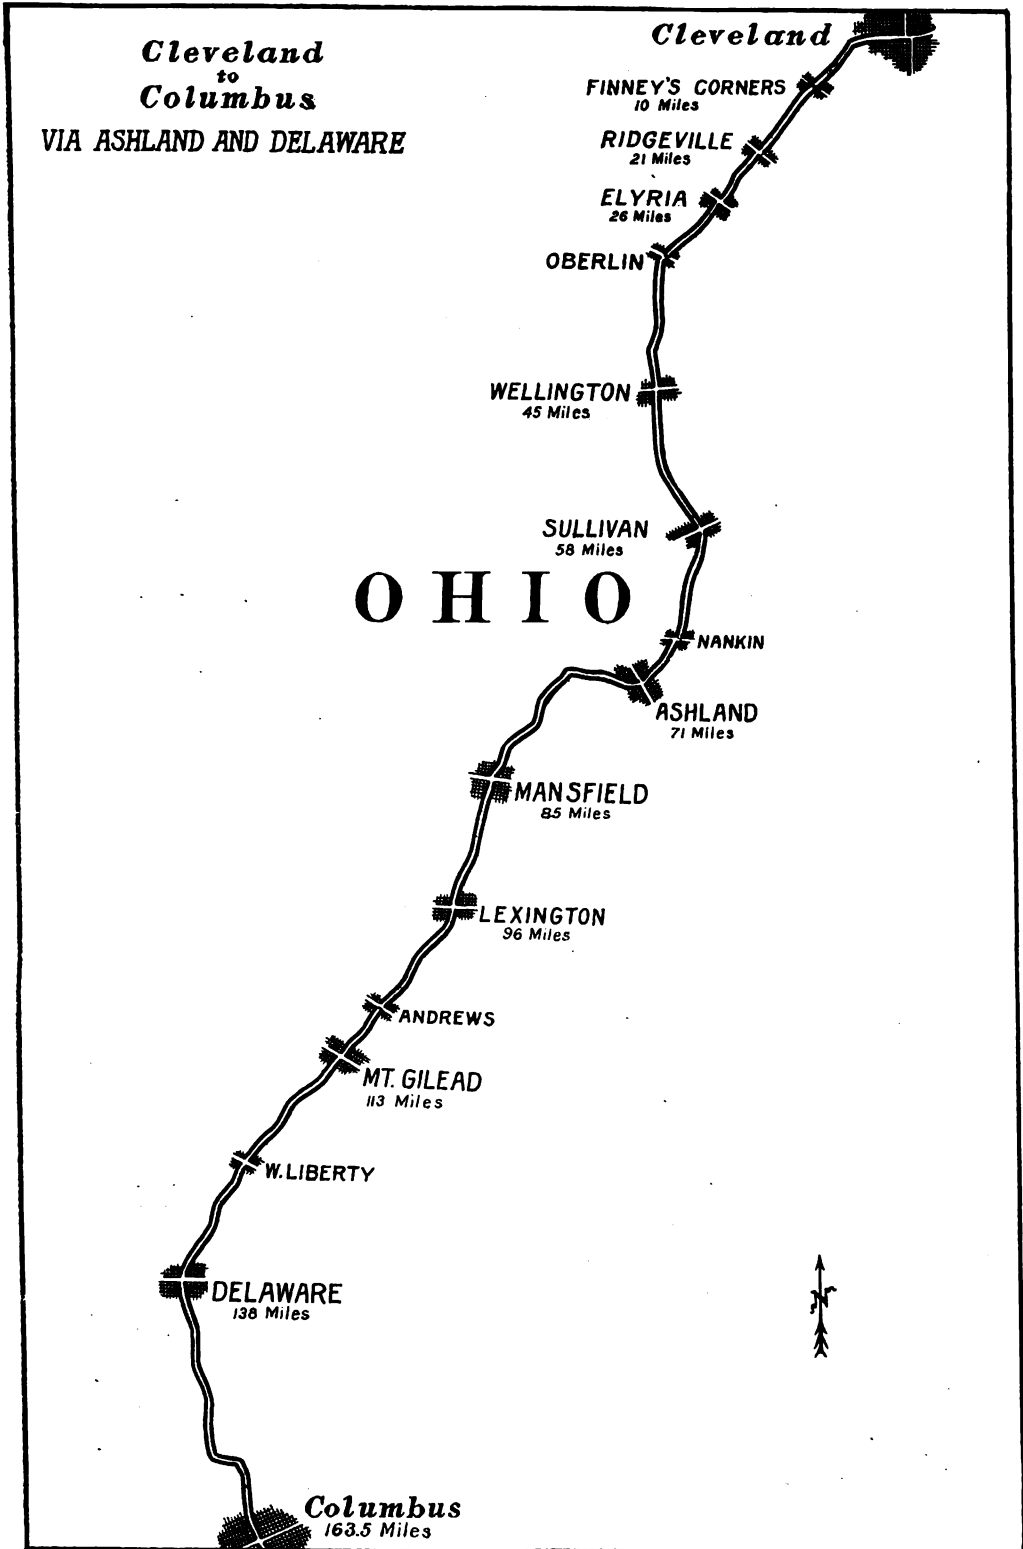 Cleveland
to
Columbus
VIA ASHLAND AND DELAWARE
Cleveland
FINNEY'S CORNERS
10 Miles
RIDGEVILLE
21 Miles
ELYRIA
26 Miles
OBERLIN
WELLINGTON
45 Miles
SULLIVAN
58 Miles
OHIO
NANKIN
ASHLAND
71 Miles
MANSFIELD
85 Miles
LEXINGTON
96 Miles
ANDREWS
MT. GILEAD
113 Miles
W. LIBERTY
DELAWARE
138 Miles
N
Columbus
163.5 Miles